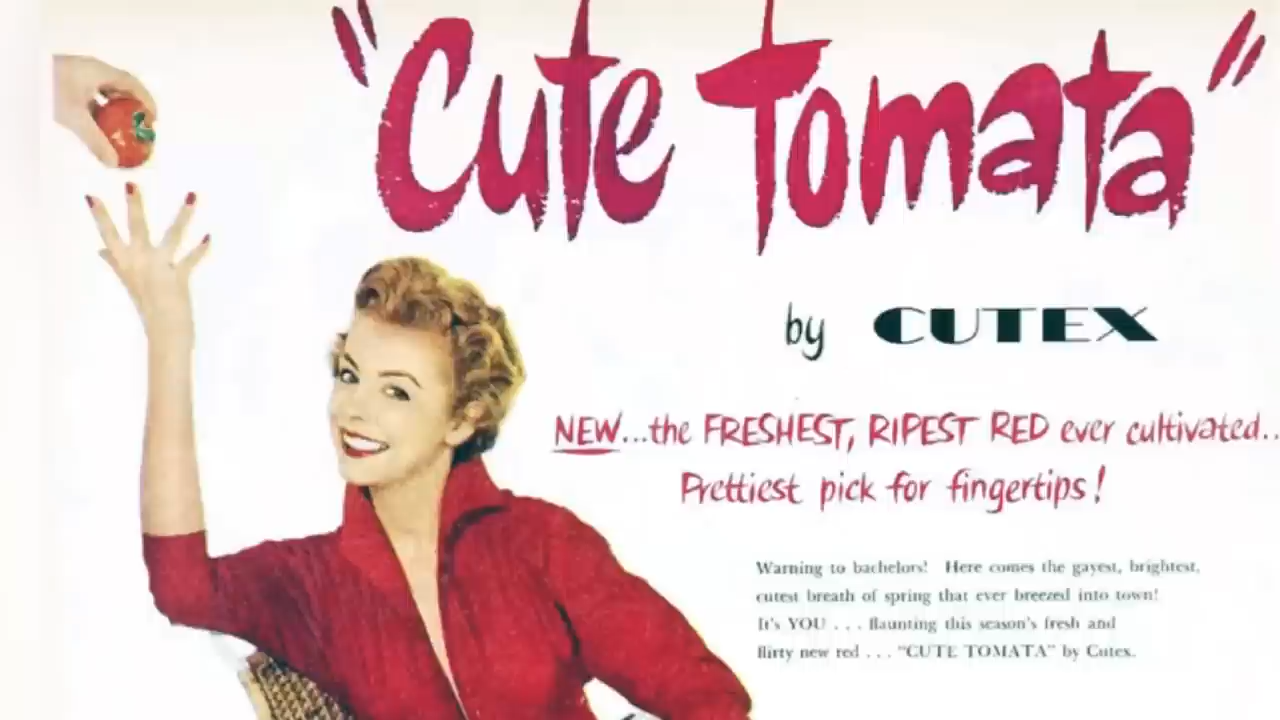 "Cute Tomata"
by CUTEX
NEW...the FRESHEST, RIPEST RED ever cultivated..
Prettiest pick for fingertips!
Warning to bachelors! Here comes the gayest, brightest,
cutest breath of spring that ever breezed into town!
It's YOU . . . flaunting this season's fresh and
flirty new red . . . "CUTE TOMATA" by Cutex.